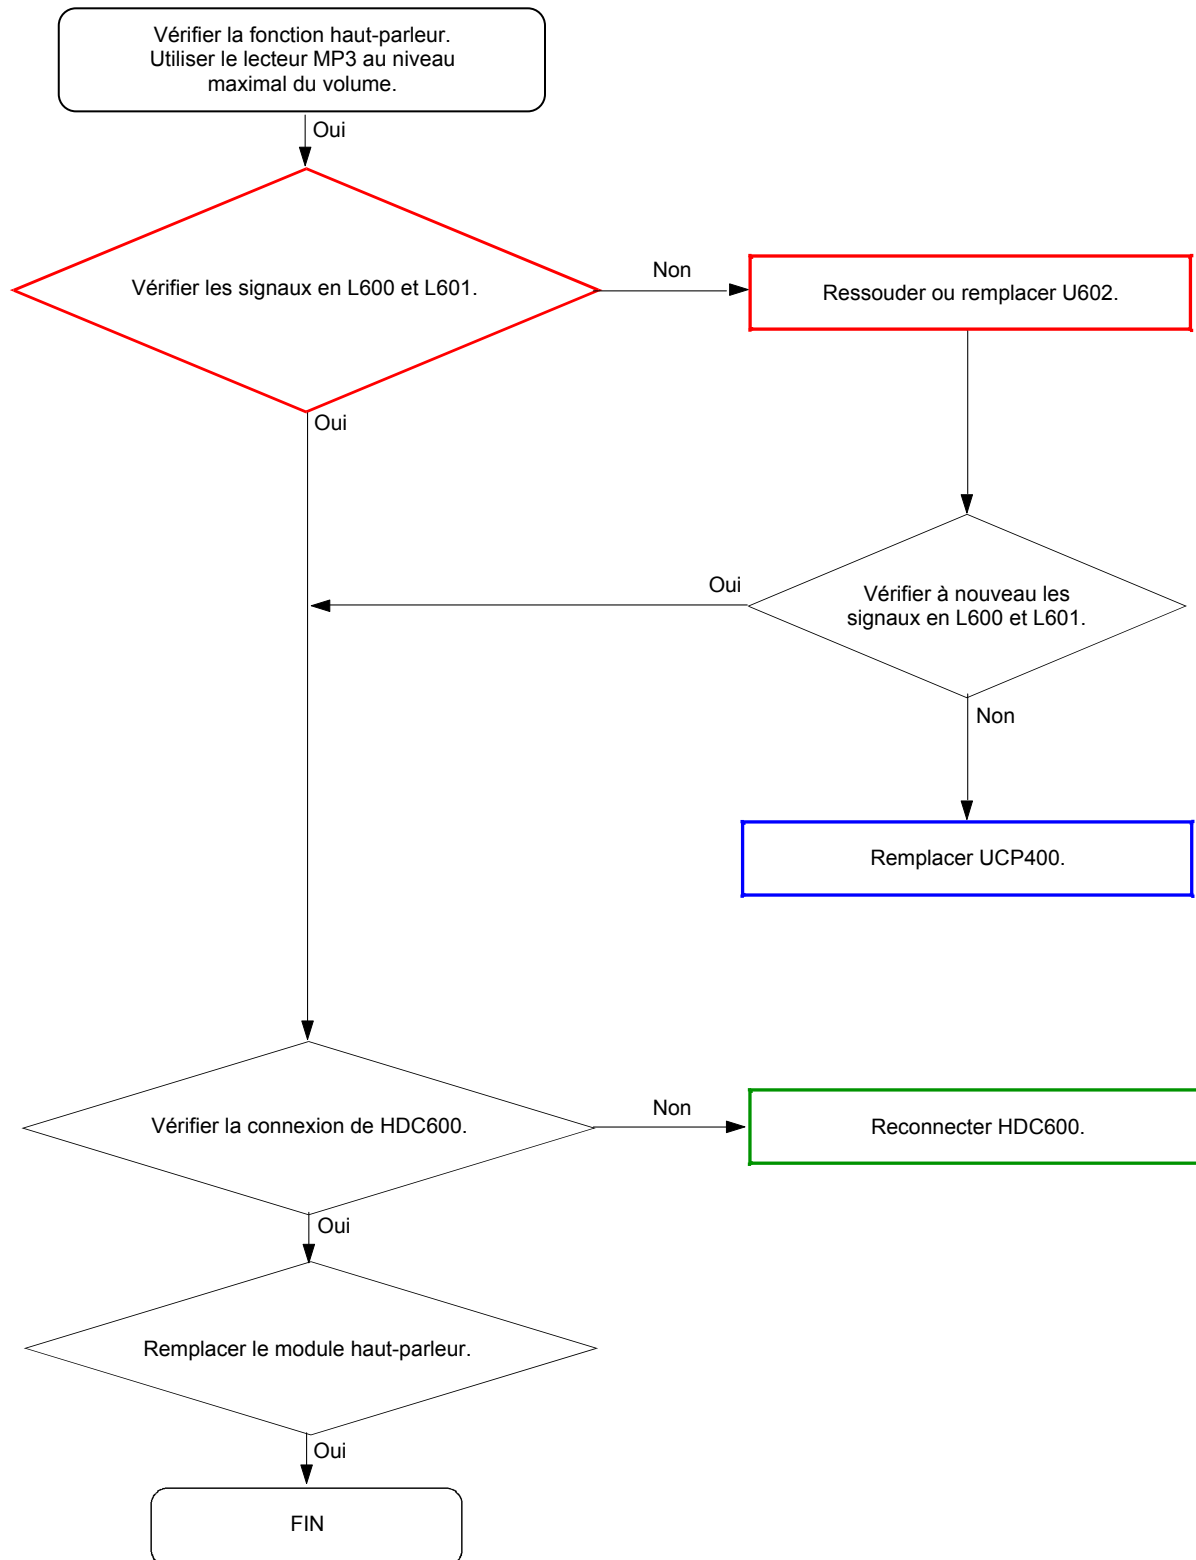 Vérifier la fonction haut-parleur.
Utiliser le lecteur MP3 au niveau
maximal du volume.
Oui
Vérifier les signaux en L600 et L601.
Non
Ressouder ou remplacer U602.
Oui
Oui
Vérifier à nouveau les
signaux en L600 et L601.
Non
Remplacer UCP400.
Vérifier la connexion de HDC600.
Non
Reconnecter HDC600.
Oui
Remplacer le module haut-parleur.
Oui
FIN